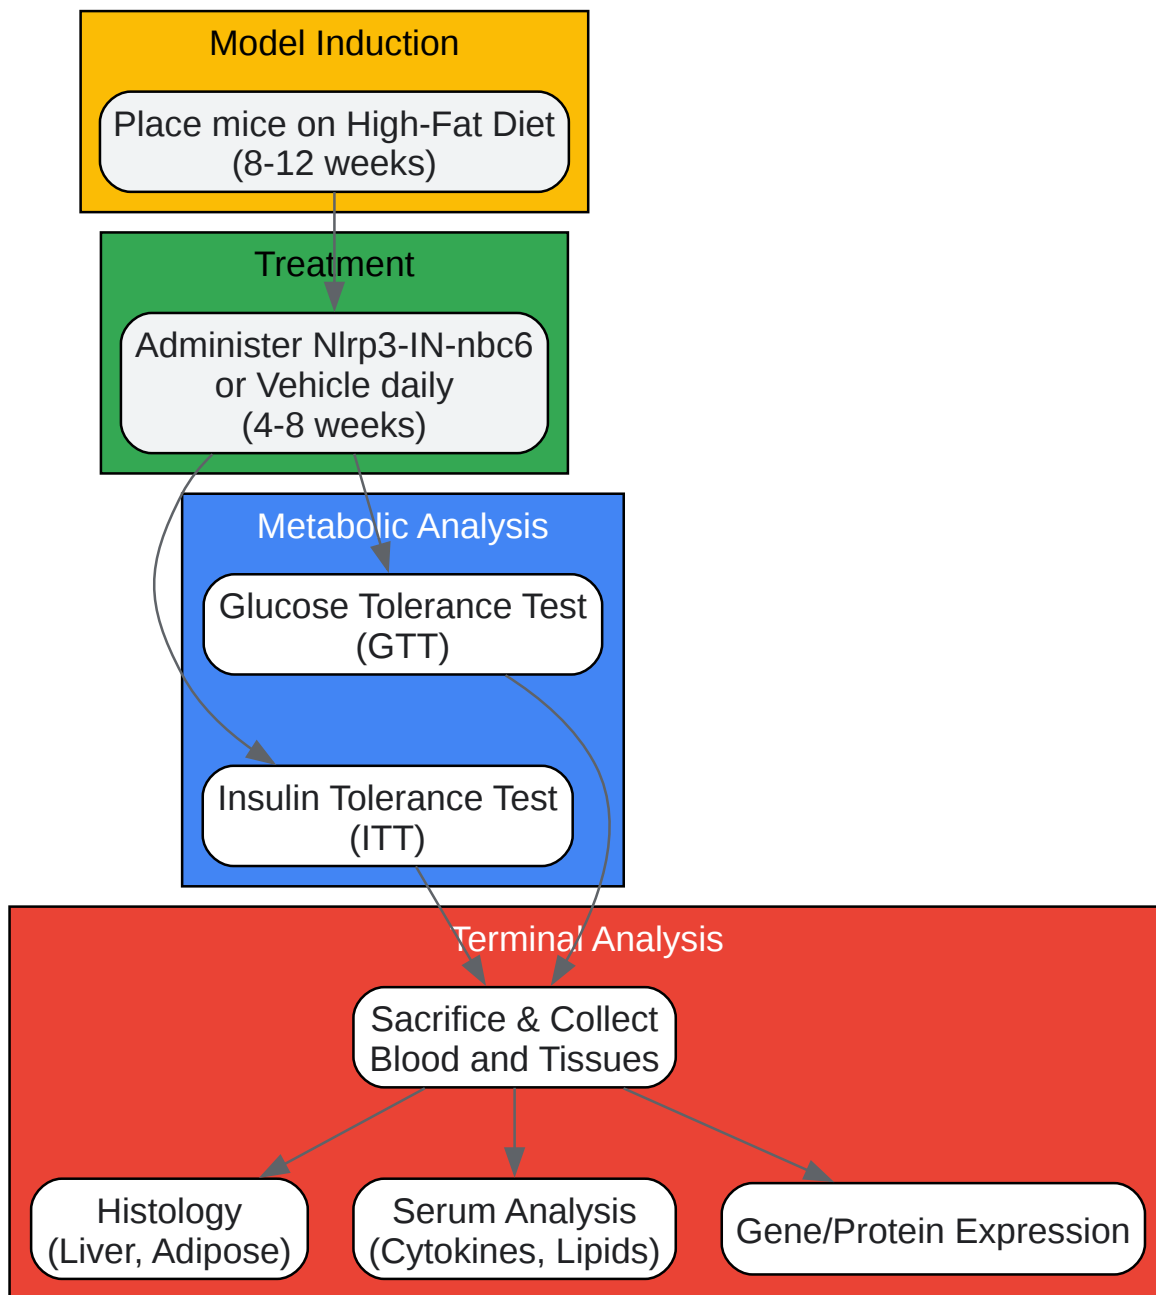 Model Induction
Place mice on High-Fat Diet
(8-12 weeks)
Treatment
Administer Nlrp3-IN-nbc6
or Vehicle daily
(4-8 weeks)
Metabolic Analysis
Glucose Tolerance Test
(GTT)
Insulin Tolerance Test
(ITT)
Terminal Analysis
Sacrifice & Collect
Blood and Tissues
Histology
(Liver, Adipose)
Serum Analysis
(Cytokines, Lipids)
Gene/Protein Expression